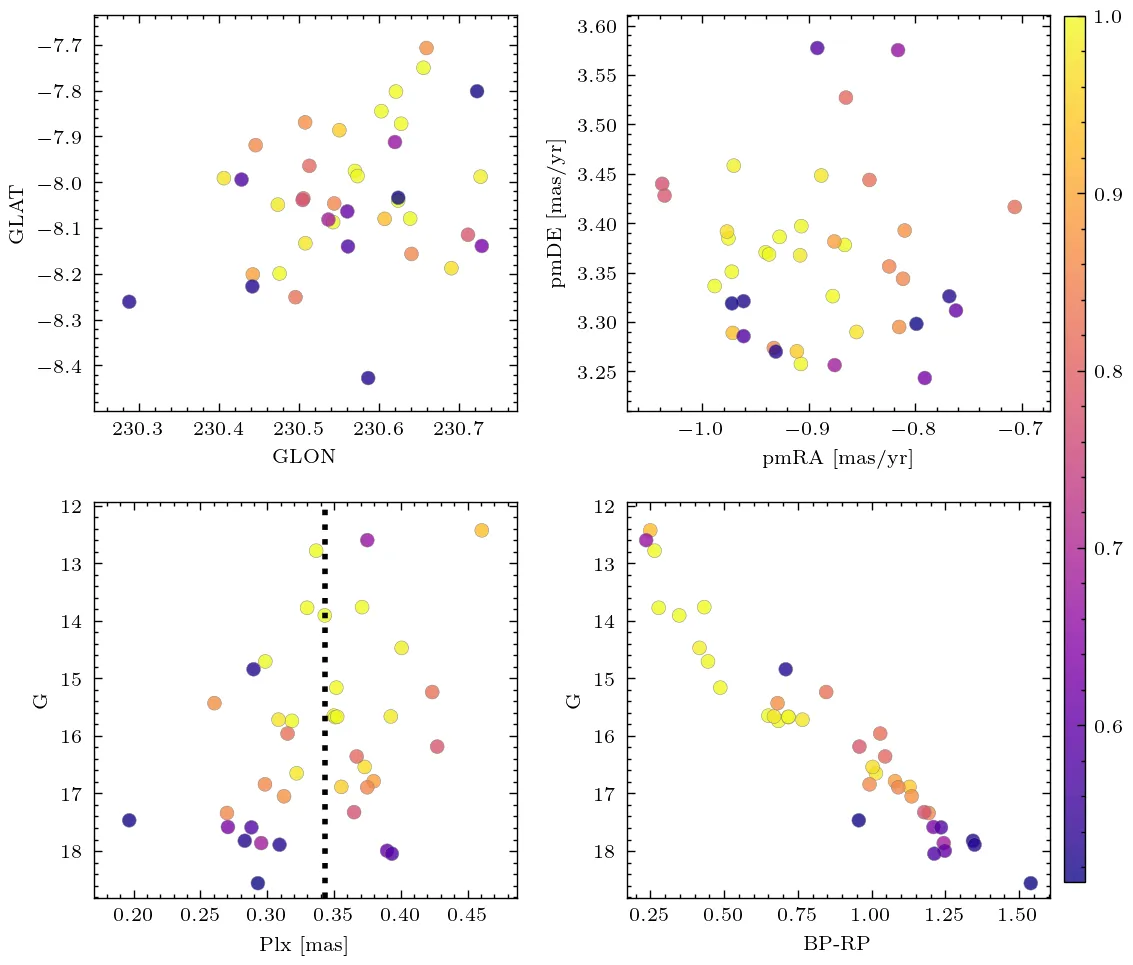 −7.7
−7.8
−7.9
−8.0
−8.1
−8.2
−8.3
−8.4
GLAT
230.3 230.4 230.5 230.6 230.7
GLON
3.60
3.55
3.50
3.45
3.40
3.35
3.30
3.25
pmDE [mas/yr]
−1.0 −0.9 −0.8 −0.7
pmRA [mas/yr]
1.0
0.9
0.8
0.7
0.6
12
13
14
15
16
17
18
G
0.20 0.25 0.30 0.35 0.40 0.45
Plx [mas]
12
13
14
15
16
17
18
G
0.25 0.50 0.75 1.00 1.25 1.50
BP-RP